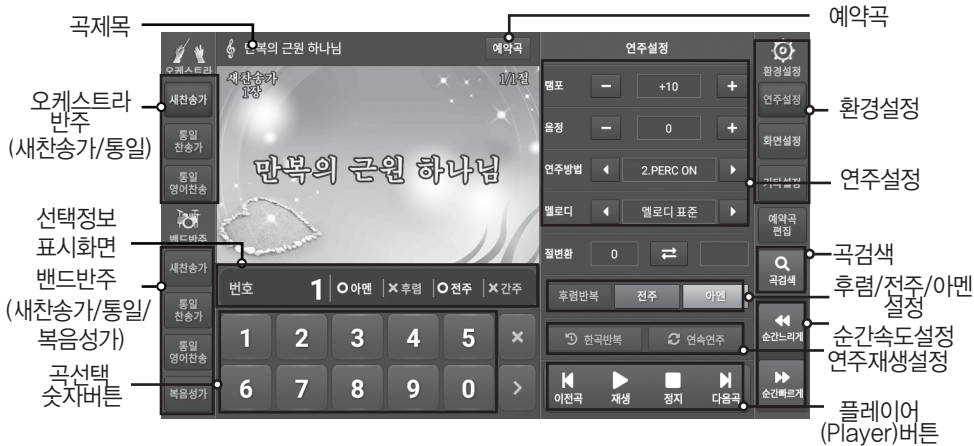 곡제목
예약곡
오케스트라
반주
(새찬송가/통일)
선택정보
표시화면
밴드반주
(새찬송가/통일/
복음성가)
곡선택
숫자버튼
오케스트라
새찬송가
통일
찬송가
통일
영어찬송
밴드반주
새찬송가
통일
찬송가
통일
영어찬송
복음성가
만복의 근원 하나님
예약곡
새찬송가
1장
1/1절
만복의 근원 하나님
번호 1 아멘 ×후렴 전주 ×간주
1 2 3 4 5 ×
6 7 8 9 0 >
연주설정
템포 − +10 +
음정 − 0 +
연주방법 2.PERC ON
멜로디 멜로디 표준
절변환 0
후렴반복 전주 아멘
한곡반복 연속연주
이전곡 재생 정지 다음곡
환경설정
연주설정
화면설정
기타설정
예약곡
편집
곡검색
순간느리게
순간빠르게
환경설정
연주설정
곡검색
후렴/전주/아멘
설정
순간속도설정
연주재생설정
플레이어
(Player)버튼